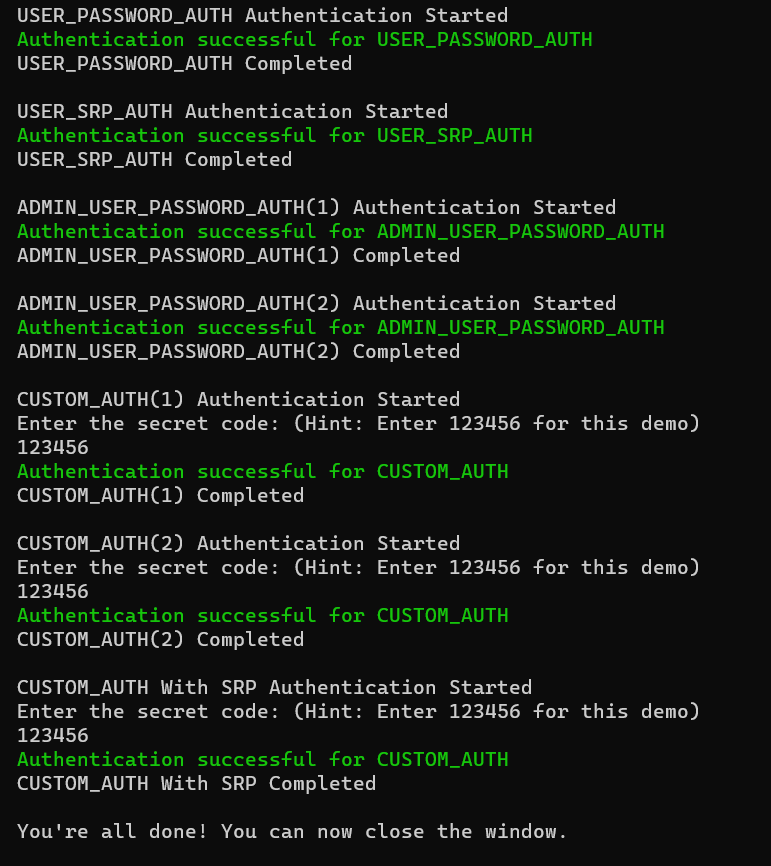 USER_PASSWORD_AUTH Authentication Started
Authentication successful for USER_PASSWORD_AUTH
USER_PASSWORD_AUTH Completed
USER_SRP_AUTH Authentication Started
Authentication successful for USER_SRP_AUTH
USER_SRP_AUTH Completed
ADMIN_USER_PASSWORD_AUTH(1) Authentication Started
Authentication successful for ADMIN_USER_PASSWORD_AUTH
ADMIN_USER_PASSWORD_AUTH(1) Completed
ADMIN_USER_PASSWORD_AUTH(2) Authentication Started
Authentication successful for ADMIN_USER_PASSWORD_AUTH
ADMIN_USER_PASSWORD_AUTH(2) Completed
CUSTOM_AUTH(1) Authentication Started
Enter the secret code: (Hint: Enter 123456 for this demo)
123456
Authentication successful for CUSTOM_AUTH
CUSTOM_AUTH(1) Completed
CUSTOM_AUTH(2) Authentication Started
Enter the secret code: (Hint: Enter 123456 for this demo)
123456
Authentication successful for CUSTOM_AUTH
CUSTOM_AUTH(2) Completed
CUSTOM_AUTH With SRP Authentication Started
Enter the secret code: (Hint: Enter 123456 for this demo)
123456
Authentication successful for CUSTOM_AUTH
CUSTOM_AUTH With SRP Completed
You're all done! You can now close the window.